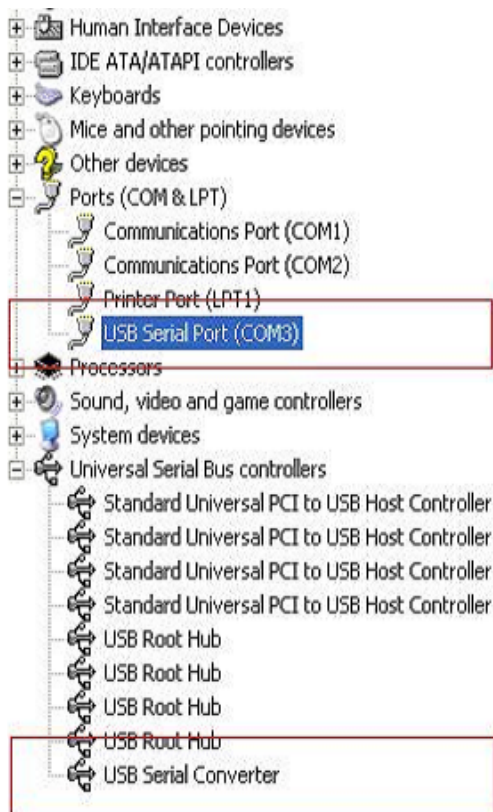 Human Interface Devices
IDE ATA/ATAPI controllers
Keyboards
Mice and other pointing devices
Other devices
Ports (COM & LPT)
Communications Port (COM1)
Communications Port (COM2)
Printer Port (LPT1)
USB Serial Port (COM3)
Processors
Sound, video and game controllers
System devices
Universal Serial Bus controllers
Standard Universal PCI to USB Host Controller
Standard Universal PCI to USB Host Controller
Standard Universal PCI to USB Host Controller
Standard Universal PCI to USB Host Controller
USB Root Hub
USB Root Hub
USB Root Hub
USB Root Hub
USB Serial Converter